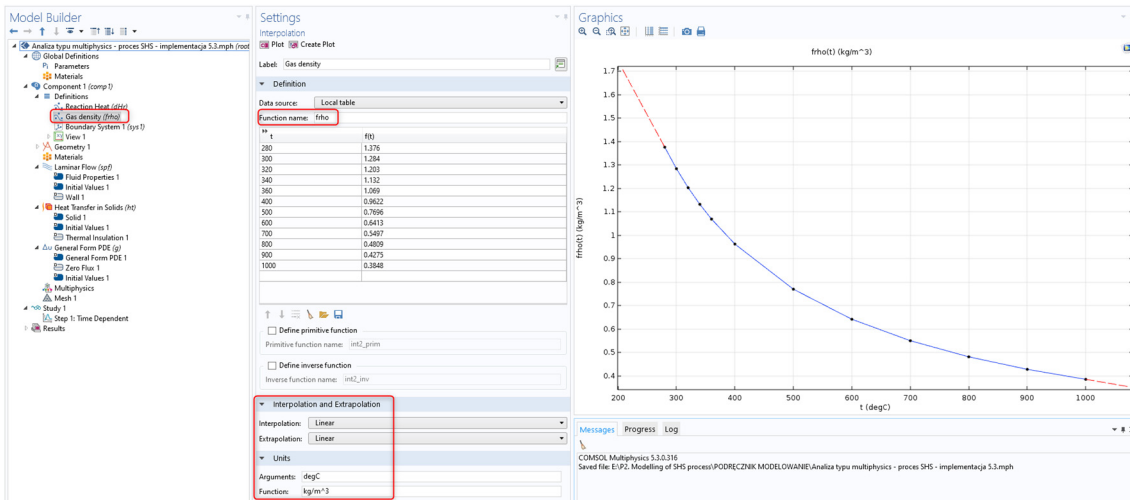 Model Builder
Analiza typu multiphysics - proces SHS - implementacja 5.3.mph (root)
Global Definitions
Pi Parameters
Materials
Component 1 (comp1)
Definitions
Reaction Heat (dHr)
Gas density (frho)
Boundary System 1 (sys1)
View 1
Geometry 1
Materials
Laminar Flow (spf)
Fluid Properties 1
Initial Values 1
Wall 1
Heat Transfer in Solids (ht)
Solid 1
Initial Values 1
Thermal Insulation 1
Δu General Form PDE (g)
General Form PDE 1
Zero Flux 1
Initial Values 1
Multiphysics
Mesh 1
Study 1
Step 1: Time Dependent
Results
Settings
Interpolation
Plot Create Plot
Label: Gas density
Definition
Data source: Local table
Function name: frho
t f(t)
280 1.376
300 1.284
320 1.203
340 1.132
360 1.069
400 0.9622
500 0.7696
600 0.6413
700 0.5497
800 0.4809
900 0.4275
1000 0.3848
Define primitive function
Primitive function name: int2_prim
Define inverse function
Inverse function name: int2_inv
Interpolation and Extrapolation
Interpolation: Linear
Extrapolation: Linear
Units
Arguments: degC
Function: kg/m^3
Graphics
frho(t) (kg/m^3)
1.7
1.6
1.5
1.4
1.3
1.2
1.1
1
0.9
0.8
0.7
0.6
0.5
0.4
frho(t) (kg/m^3)
200 300 400 500 600 700 800 900 1000
t (degC)
Messages Progress Log
COMSOL Multiphysics 5.3.0.316
Saved file: E:\P2. Modelling of SHS process\PODRĘCZNIK MODELOWANIE\Analiza typu multiphysics - proces SHS - implementacja 5.3.mph